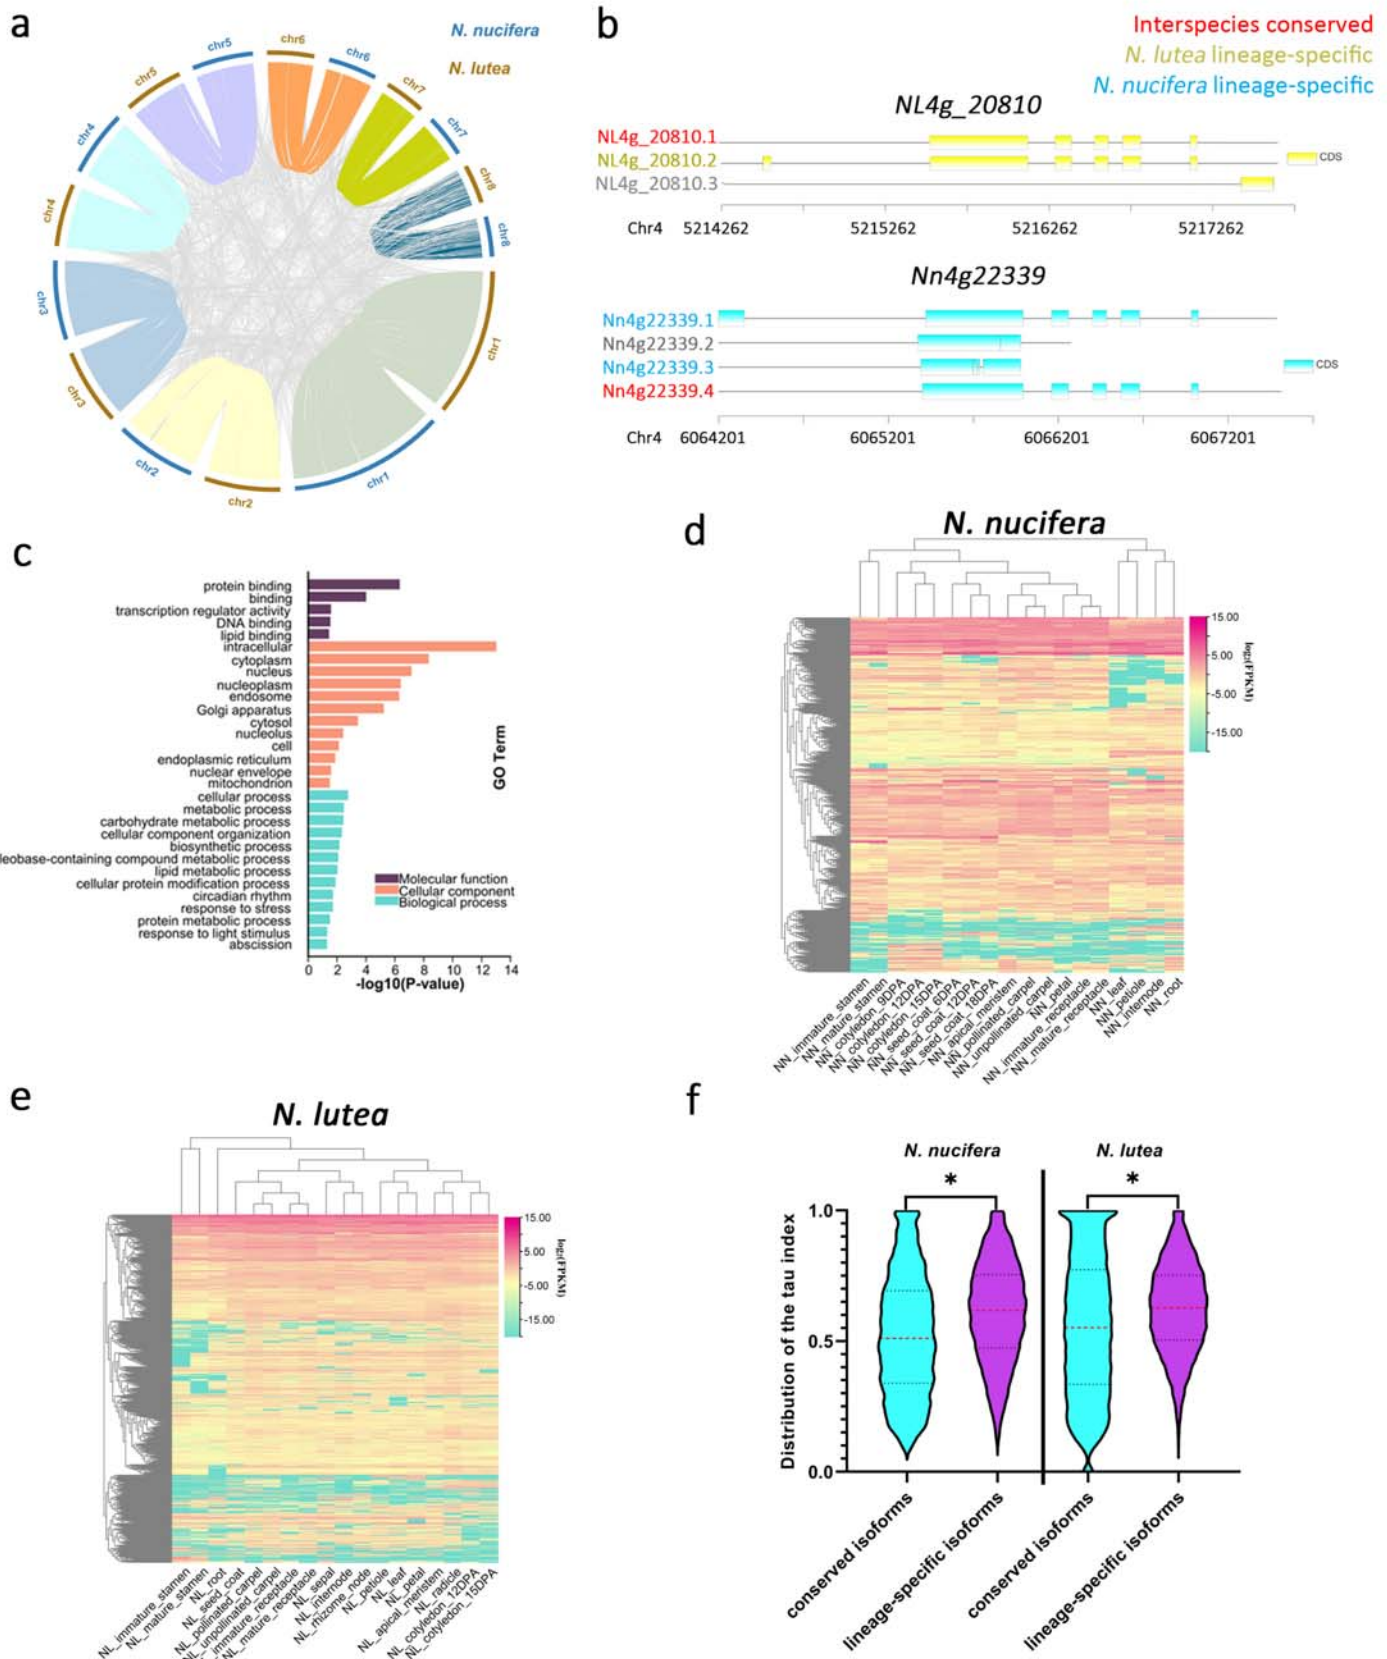 a
N. nucifera
N. lutea
chr5
chr6
chr6
chr5
chr7
chr4
chr7
chr8
chr4
chr8
chr3
chr1
chr3
chr2
chr1
chr2
b
Interspecies conserved
N. lutea lineage-specific
N. nucifera lineage-specific
NL4g_20810
NL4g_20810.1
NL4g_20810.2
CDS
NL4g_20810.3
Chr4 5214262 5215262 5216262 5217262
Nn4g22339
Nn4g22339.1
Nn4g22339.2
Nn4g22339.3
CDS
Nn4g22339.4
Chr4 6064201 6065201 6066201 6067201
c
protein binding
binding
transcription regulator activity
DNA binding
lipid binding
intracellular
cytoplasm
nucleus
nucleoplasm
endosome
Golgi apparatus
cytosol
nucleolus
cell
endoplasmic reticulum
nuclear envelope
mitochondrion
cellular process
metabolic process
carbohydrate metabolic process
cellular component organization
biosynthetic process
leobase-containing compound metabolic process
lipid metabolic process
cellular protein modification process
circadian rhythm
response to stress
protein metabolic process
response to light stimulus
abscission
GO Term
Molecular function
Cellular component
Biological process
0 2 4 6 8 10 12 14
-log10(P-value)
d
N. nucifera
15.00
5.00
-5.00
-15.00
log2(FPKM)
NN_immature_stamen
NN_mature_stamen
NN_cotyledon_9DPA
NN_cotyledon_12DPA
NN_cotyledon_15DPA
NN_seed_coat_6DPA
NN_seed_coat_12DPA
NN_seed_coat_18DPA
NN_apical_meristem
NN_pollinated_carpel
NN_unpollinated_carpel
NN_petal
NN_immature_receptacle
NN_mature_receptacle
NN_leaf
NN_petiole
NN_internode
NN_root
e
N. lutea
15.00
5.00
-5.00
-15.00
log2(FPKM)
NL_immature_stamen
NL_mature_stamen
NL_root
NL_seed_coat
NL_pollinated_carpel
NL_unpollinated_carpel
immature_receptacle
NL_mature_receptacle
NL_sepal
NL_internode
NL_rhizome_node
NL_petiole
NL_leaf
NL_petal
NL_apical_meristem
NL_radicle
NL_cotyledon_12DPA
NL_cotyledon_15DPA
f
N. nucifera
N. lutea
*
*
Distribution of the tau index
1.0
0.5
0.0
conserved isoforms
lineage-specific isoforms
conserved isoforms
lineage-specific isoforms